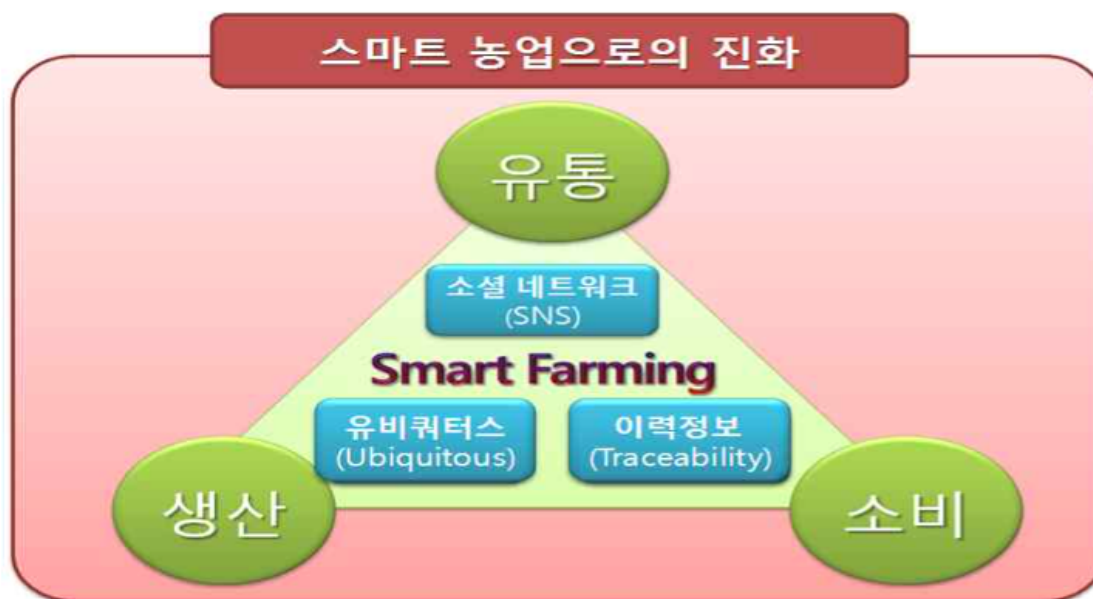 스마트 농업으로의 진화
유통
소셜 네트워크
(SNS)
Smart Farming
유비쿼터스
(Ubiquitous)
이력정보
(Traceability)
생산
소비